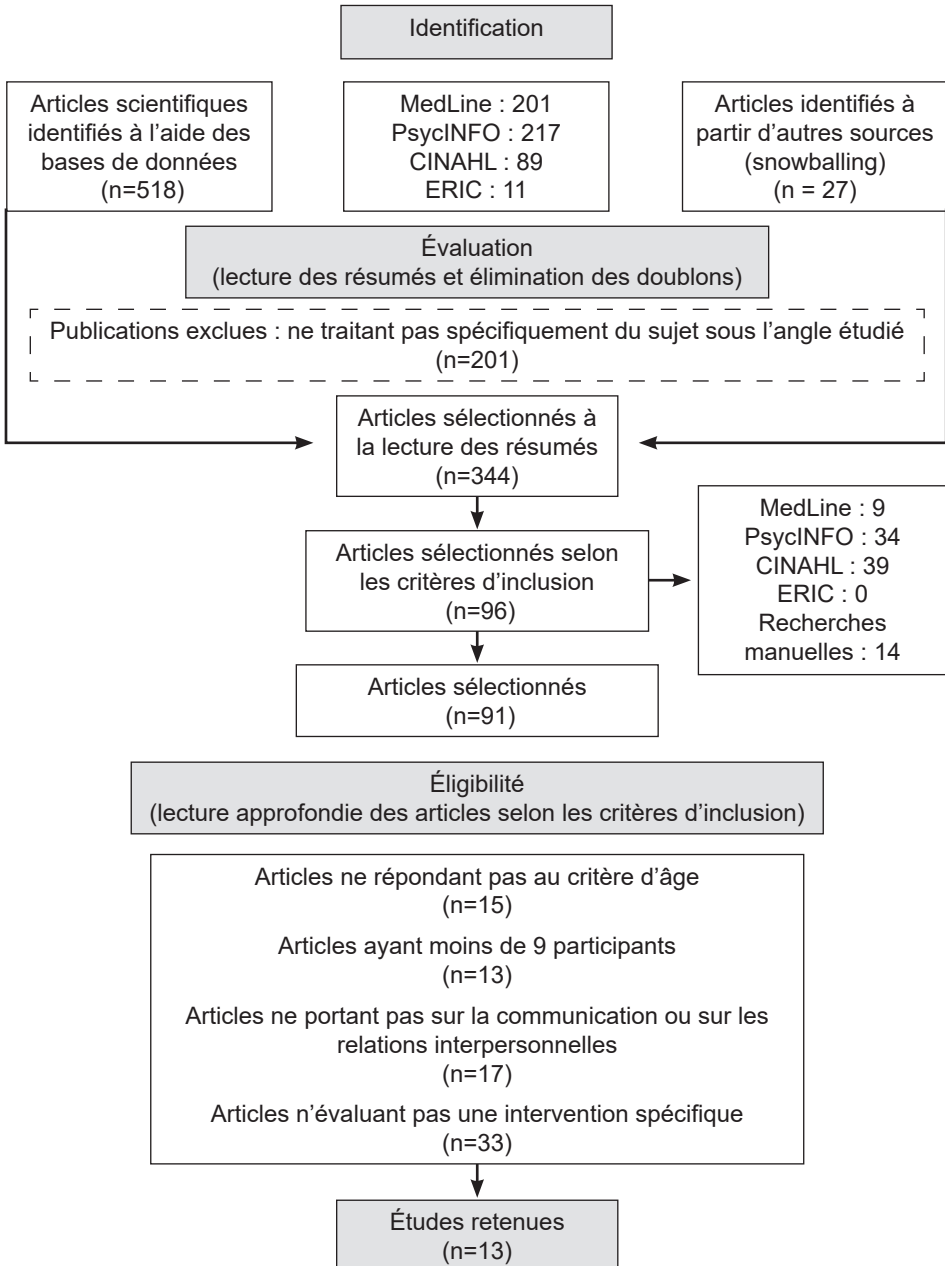 Identification
Articles scientifiques
identifiés à l’aide des
bases de données
(n=518)
MedLine : 201
PsycINFO : 217
CINAHL : 89
ERIC : 11
Articles identifiés à
partir d’autres sources
(snowballing)
(n = 27)
Évaluation
(lecture des résumés et élimination des doublons)
Publications exclues : ne traitant pas spécifiquement du sujet sous l’angle étudié
(n=201)
Articles sélectionnés à
la lecture des résumés
(n=344)
Articles sélectionnés selon
les critères d’inclusion
(n=96)
MedLine : 9
PsycINFO : 34
CINAHL : 39
ERIC : 0
Recherches
manuelles : 14
Articles sélectionnés
(n=91)
Éligibilité
(lecture approfondie des articles selon les critères d’inclusion)
Articles ne répondant pas au critère d’âge
(n=15)
Articles ayant moins de 9 participants
(n=13)
Articles ne portant pas sur la communication ou sur les
relations interpersonnelles
(n=17)
Articles n’évaluant pas une intervention spécifique
(n=33)
Études retenues
(n=13)